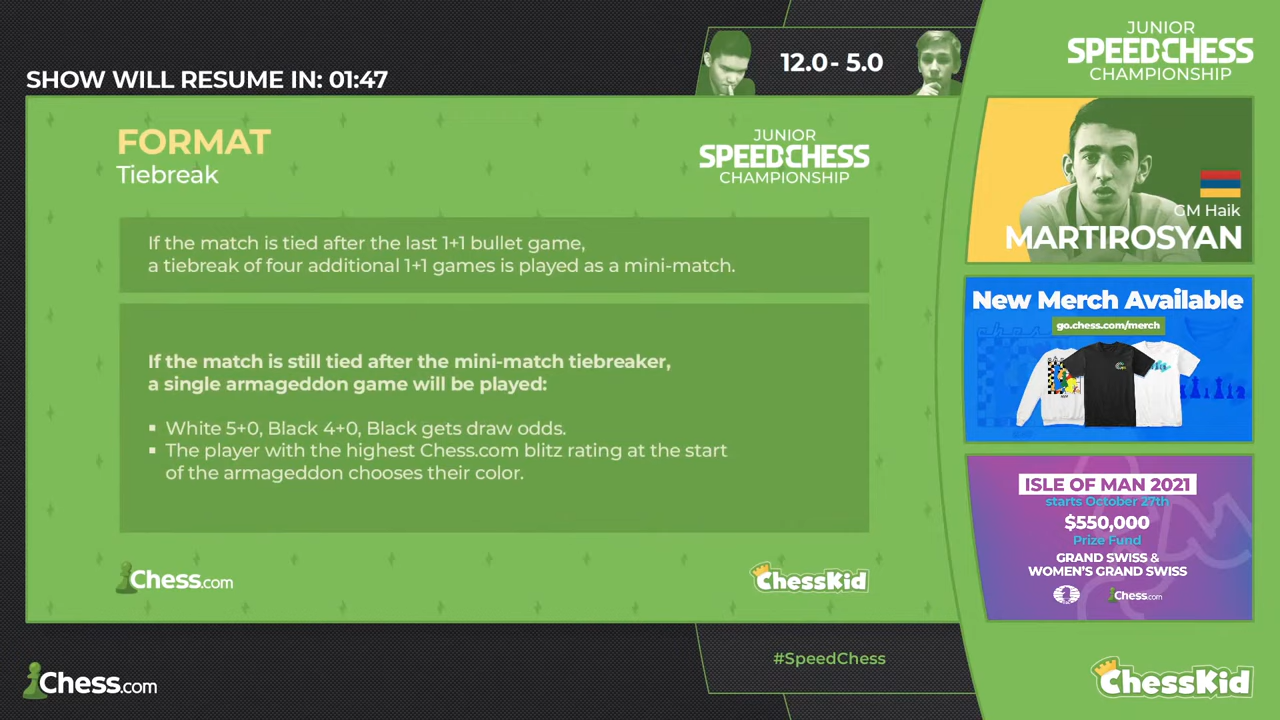 SHOW WILL RESUME IN: 01:47
12.0 - 5.0
JUNIOR
SPEEDCHESS
CHAMPIONSHIP
FORMAT
Tiebreak
JUNIOR
SPEEDCHESS
CHAMPIONSHIP
If the match is tied after the last 1+1 bullet game,
a tiebreak of four additional 1+1 games is played as a mini-match.
If the match is still tied after the mini-match tiebreaker,
a single armageddon game will be played:
▪ White 5+0, Black 4+0, Black gets draw odds.
▪ The player with the highest Chess.com blitz rating at the start
of the armageddon chooses their color.
Chess.com
ChessKid
GM Haik
MARTIROSYAN
New Merch Available
go.chess.com/merch
chess
ISLE OF MAN 2021
starts October 27th
$550,000
Prize Fund
GRAND SWISS &
WOMEN'S GRAND SWISS
Chess.com
#SpeedChess
Chess.com
ChessKid